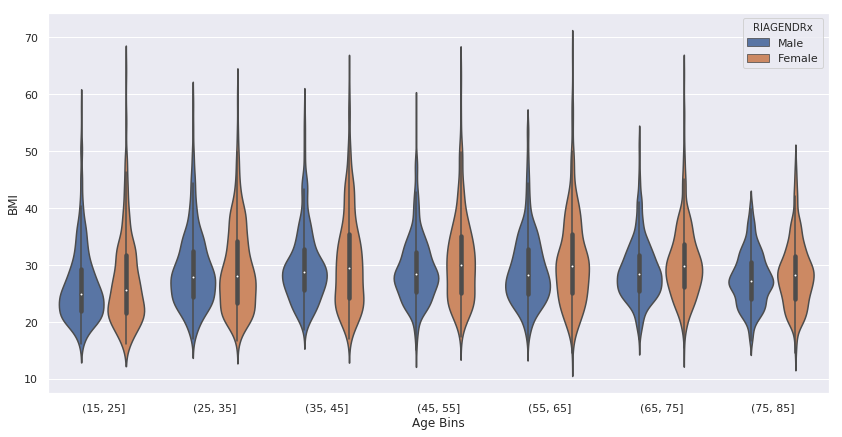 RIAGENDRx
Male
Female
70
60
50
40
30
20
10
BMI
(15, 25]
(25, 35]
(35, 45]
(45, 55]
(55, 65]
(65, 75]
(75, 85]
Age Bins